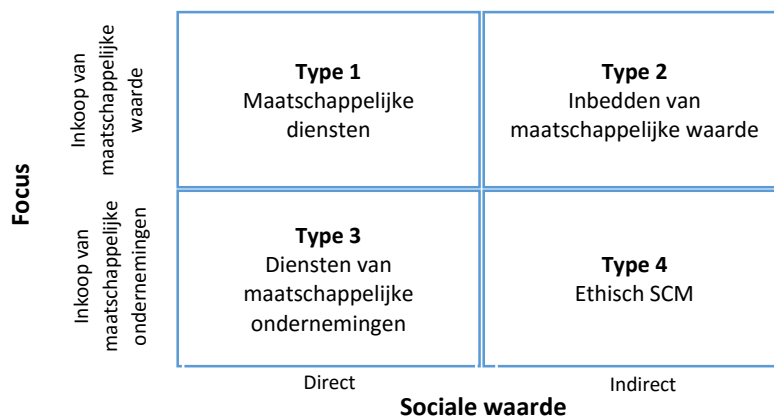 Focus
Inkoop van
maatschappelijke
waarde
Type 1
Maatschappelijke
diensten
Type 2
Inbedden van
maatschappelijke waarde
Inkoop van
maatschappelijke
ondernemingen
Type 3
Diensten van
maatschappelijke
ondernemingen
Type 4
Ethisch SCM
Direct
Indirect
Sociale waarde